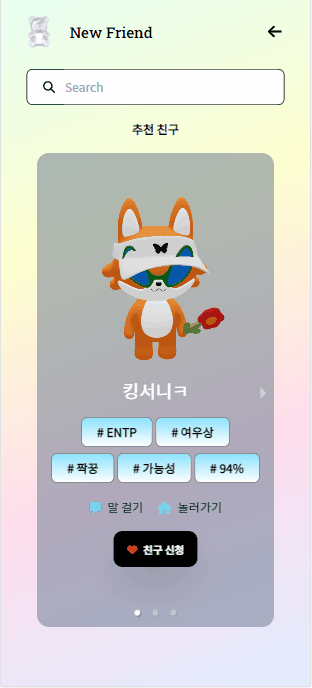 New Friend
Search
추천 친구
킹서니ㅋ
# ENTP # 여우상
# 짝꿍 # 가능성 # 94%
말 걸기 놀러가기
친구 신청